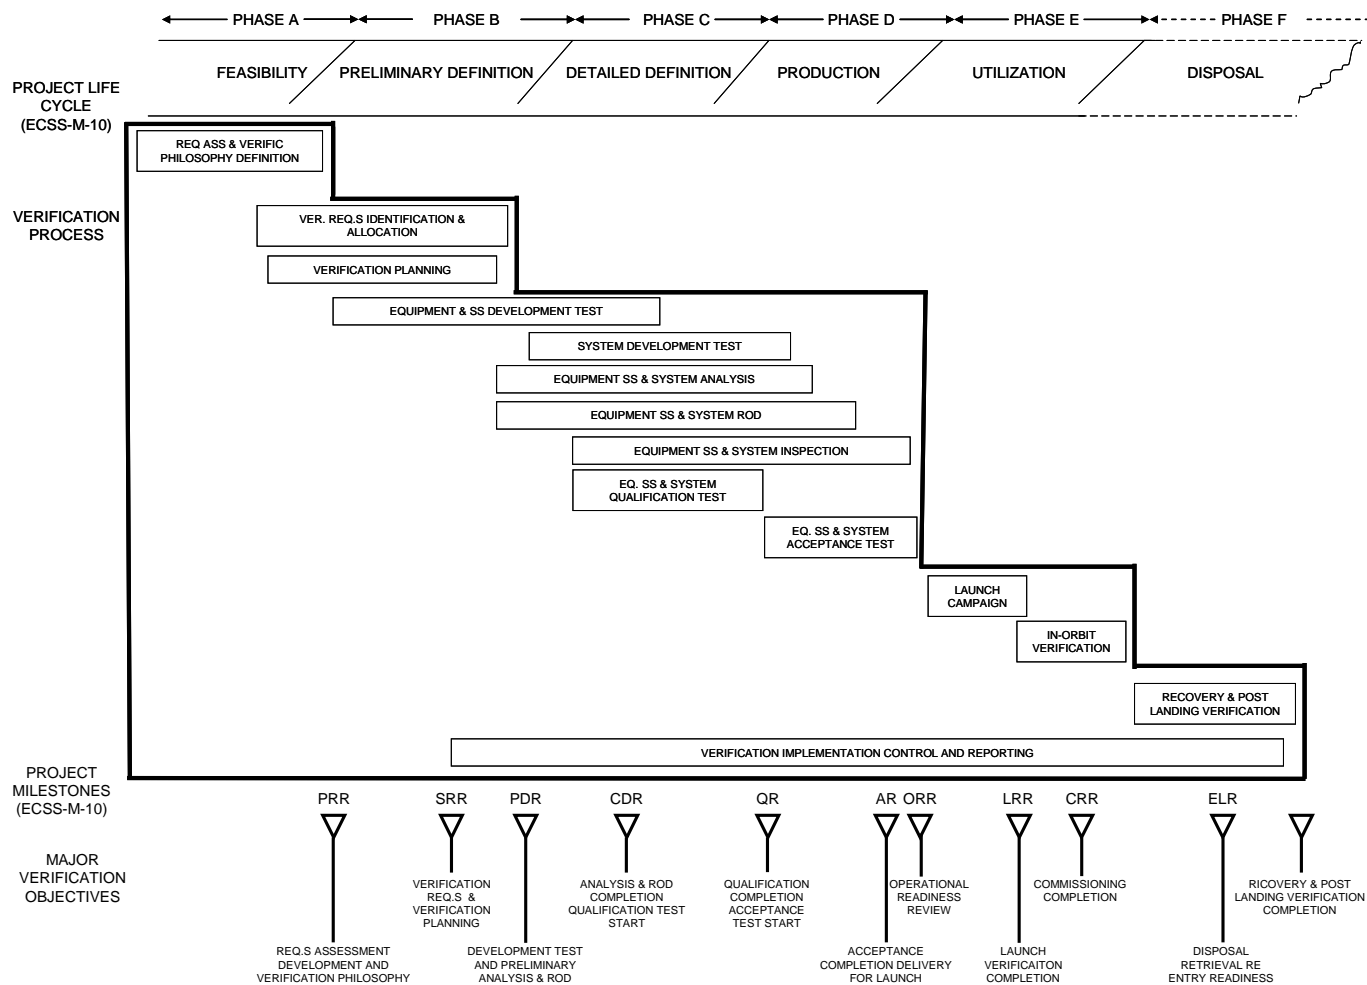 PHASE A
PHASE B
PHASE C
PHASE D
PHASE E
PHASE F
FEASIBILITY
PRELIMINARY DEFINITION
DETAILED DEFINITION
PRODUCTION
UTILIZATION
DISPOSAL
PROJECT LIFE
CYCLE
(ECSS-M-10)
REQ ASS & VERIFIC
PHILOSOPHY DEFINITION
VERIFICATION
PROCESS
VER. REQ.S IDENTIFICATION &
ALLOCATION
VERIFICATION PLANNING
EQUIPMENT & SS DEVELOPMENT TEST
SYSTEM DEVELOPMENT TEST
EQUIPMENT SS & SYSTEM ANALYSIS
EQUIPMENT SS & SYSTEM ROD
EQUIPMENT SS & SYSTEM INSPECTION
EQ. SS & SYSTEM
QUALIFICATION TEST
EQ. SS & SYSTEM
ACCEPTANCE TEST
LAUNCH
CAMPAIGN
IN-ORBIT
VERIFICATION
RECOVERY & POST
LANDING VERIFICATION
VERIFICATION IMPLEMENTATION CONTROL AND REPORTING
PROJECT
MILESTONES
(ECSS-M-10)
PRR
SRR
PDR
CDR
QR
AR
ORR
LRR
CRR
ELR
MAJOR
VERIFICATION
OBJECTIVES
VERIFICATION
REQ.S &
VERIFICATION
PLANNING
ANALYSIS & ROD
COMPLETION
QUALIFICATION TEST
START
QUALIFICATION
COMPLETION
ACCEPTANCE
TEST START
OPERATIONAL
READINESS
REVIEW
COMMISSIONING
COMPLETION
RICOVERY & POST
LANDING VERIFICATION
COMPLETION
REQ.S ASSESSMENT
DEVELOPMENT AND
VERIFICATION PHILOSOPHY
DEVELOPMENT TEST
AND PRELIMINARY
ANALYSIS & ROD
ACCEPTANCE
COMPLETION DELIVERY
FOR LAUNCH
LAUNCH
VERIFICAITON
COMPLETION
DISPOSAL
RETRIEVAL RE
ENTRY READINESS